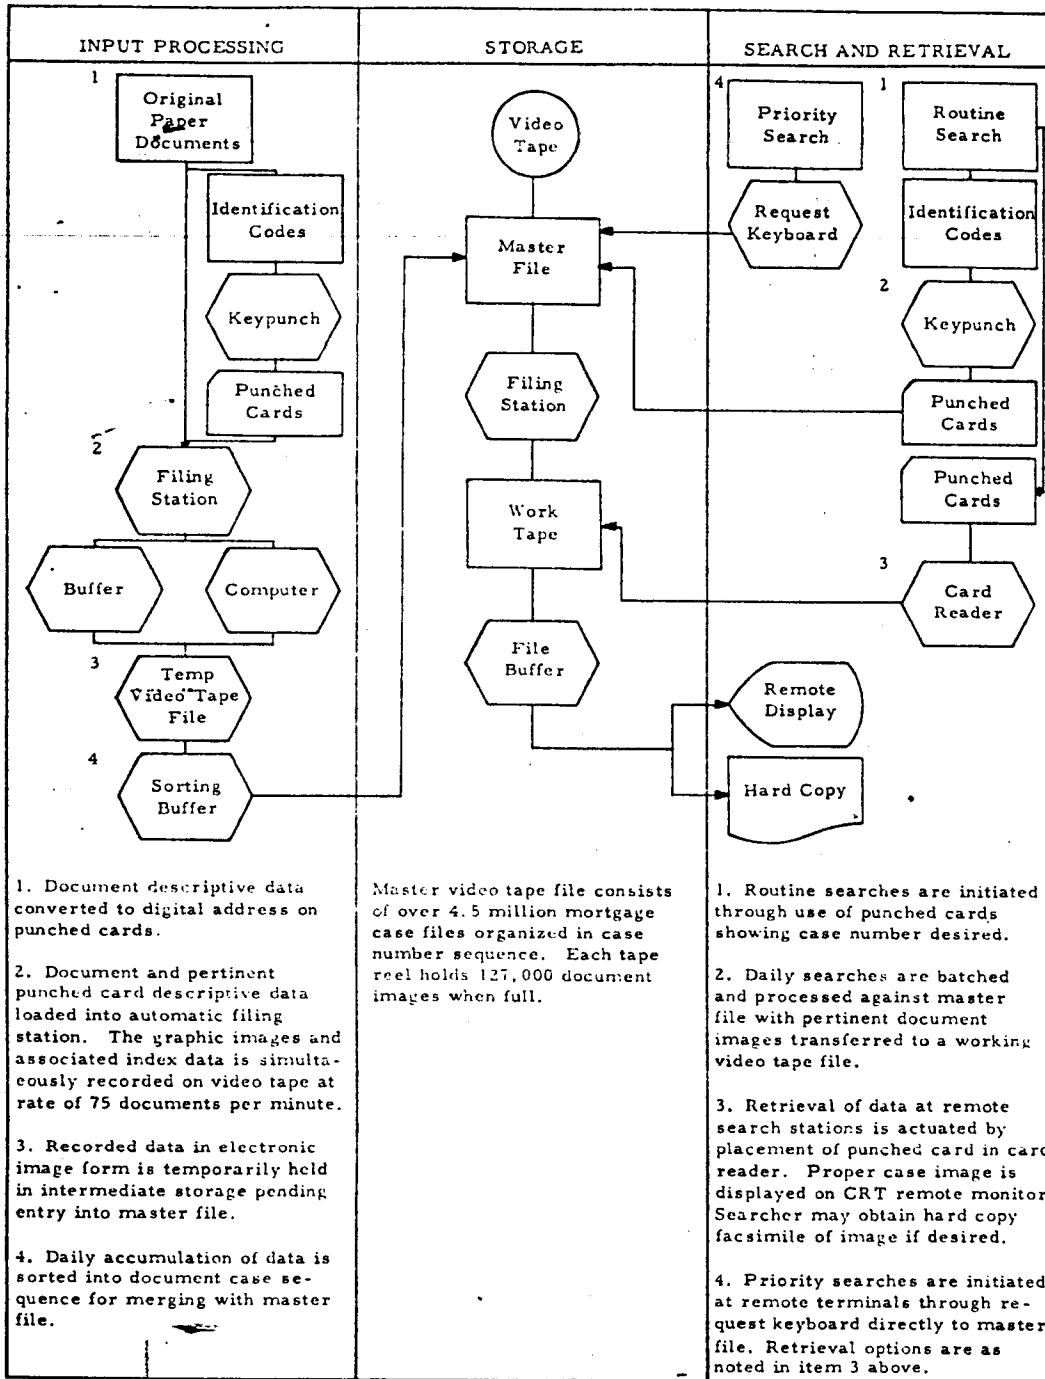 INPUT PROCESSING
1
Original
Paper
Documents
Identification
Codes
Keypunch
Punched
Cards
2
Filing
Station
Buffer
Computer
3
Temp
Video Tape
File
4
Sorting
Buffer
1. Document descriptive data
converted to digital address on
punched cards.
2. Document and pertinent
punched card descriptive data
loaded into automatic filing
station. The graphic images and
associated index data is simulta-
eously recorded on video tape at
rate of 75 documents per minute.
3. Recorded data in electronic
image form is temporarily held
in intermediate storage pending
entry into master file.
4. Daily accumulation of data is
sorted into document case se-
quence for merging with master
file.
STORAGE
Video
Tape
Master
File
Filing
Station
Work
Tape
File
Buffer
Master video tape file consists
of over 4.5 million mortgage
case files organized in case
number sequence. Each tape
reel holds 127,000 document
images when full.
SEARCH AND RETRIEVAL
4
Priority
Search
Request
Keyboard
1
Routine
Search
Identification
Codes
2
Keypunch
Punched
Cards
Punched
Cards
3
Card
Reader
Remote
Display
Hard Copy
1. Routine searches are initiated
through use of punched cards
showing case number desired.
2. Daily searches are batched
and processed against master
file with pertinent document
images transferred to a working
video tape file.
3. Retrieval of data at remote
search stations is actuated by
placement of punched card in card
reader. Proper case image is
displayed on CRT remote monitor
Searcher may obtain hard copy
facsimile of image if desired.
4. Priority searches are initiated
at remote terminals through re-
quest keyboard directly to master
file. Retrieval options are as
noted in item 3 above.